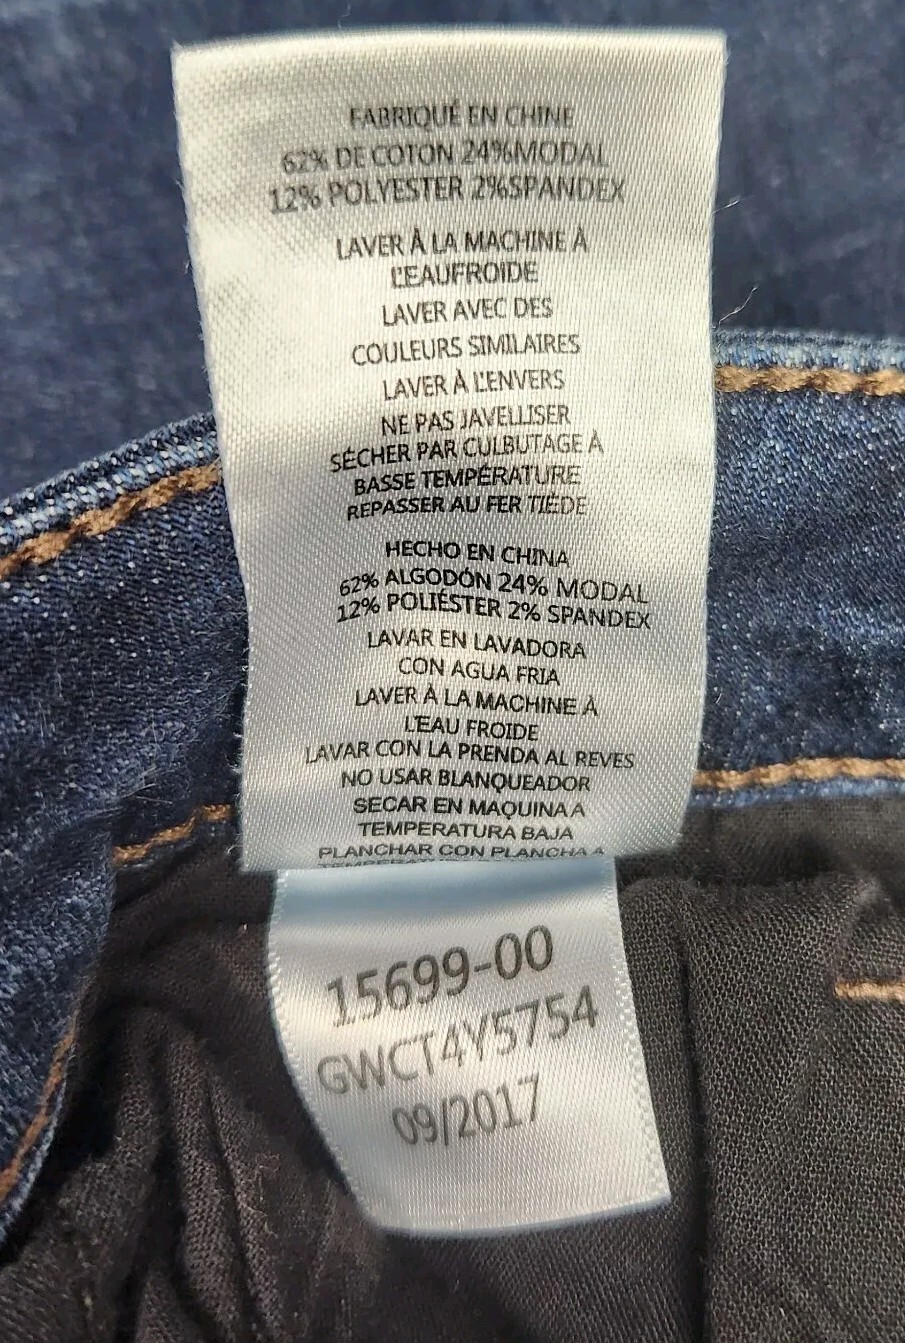 FABRIQUÉ EN CHINE
62% DE COTON 24%MODAL
12% POLYESTER 2%SPANDEX
LAVER À LA MACHINE À
L'EAUFROIDE
LAVER AVEC DES
COULEURS SIMILAIRES
LAVER À L'ENVERS
NE PAS JAVELLISER
SÉCHER PAR CULBUTAGE À
BASSE TEMPÉRATURE
REPASSER AU FER TIÉDE
HECHO EN CHINA
62% ALGODÓN 24% MODAL
12% POLIÉSTER 2% SPANDEX
LAVAR EN LAVADORA
CON AGUA FRIA
LAVER À LA MACHINE À
L'EAU FROIDE
LAVAR CON LA PRENDA AL REVES
NO USAR BLANQUEADOR
SECAR EN MAQUINA A
TEMPERATURA BAJA
PLANCHAR CON PLANCHA A
15699-00
GWCT4Y5754
09/2017